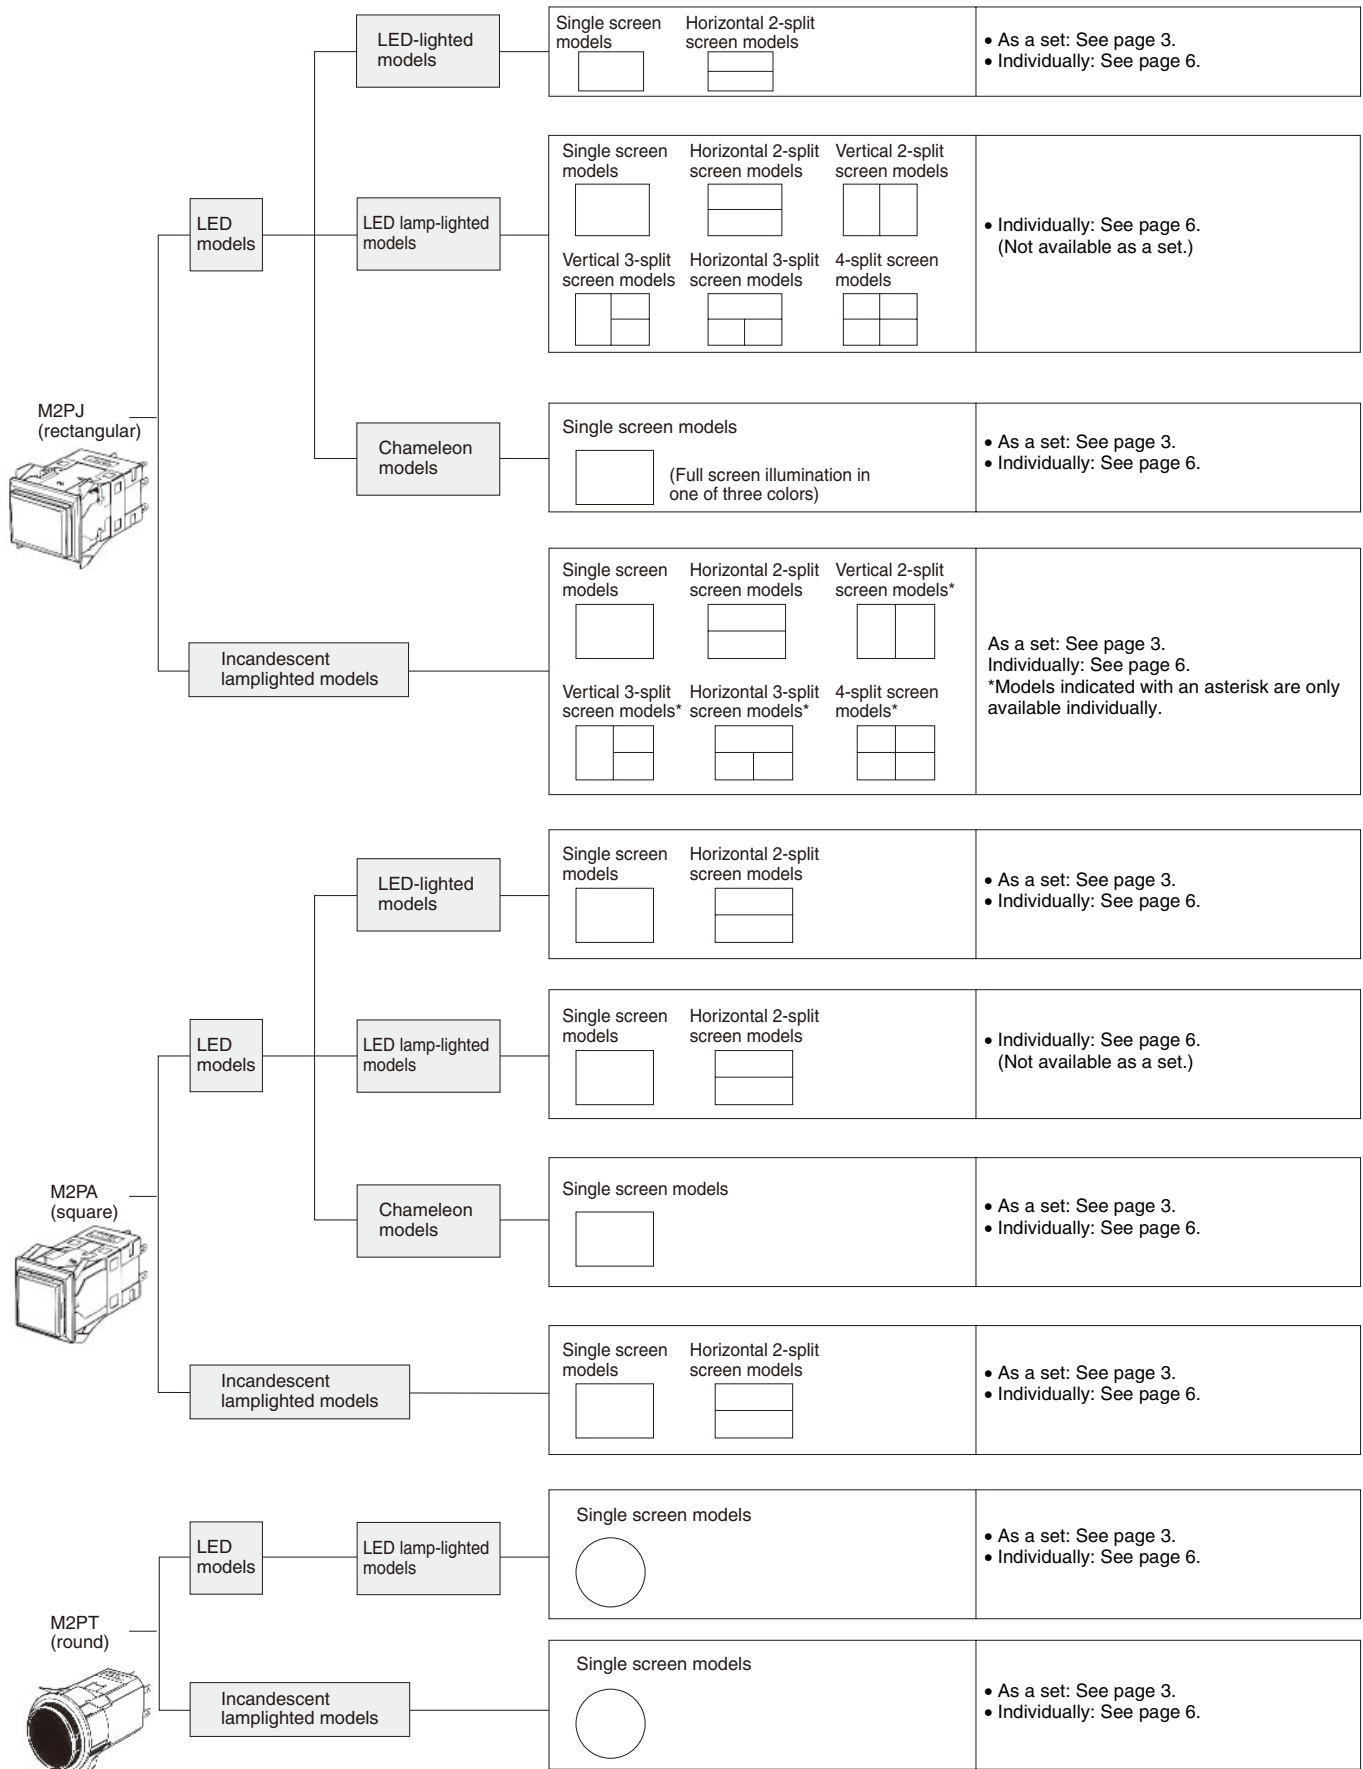 LED-lighted
models
Single screen
models
Horizontal 2-split
screen models
• As a set: See page 3.
• Individually: See page 6.
LED
models
LED lamp-lighted
models
Single screen
models
Horizontal 2-split
screen models
Vertical 2-split
screen models
Vertical 3-split
screen models
Horizontal 3-split
screen models
4-split screen
models
• Individually: See page 6.
(Not available as a set.)
M2PJ
(rectangular)
Chameleon
models
Single screen models
(Full screen illumination in
one of three colors)
• As a set: See page 3.
• Individually: See page 6.
Incandescent
lamplighted models
Single screen
models
Horizontal 2-split
screen models
Vertical 2-split
screen models*
Vertical 3-split
screen models*
Horizontal 3-split
screen models*
4-split screen
models*
As a set: See page 3.
Individually: See page 6.
*Models indicated with an asterisk are only
available individually.
LED-lighted
models
Single screen
models
Horizontal 2-split
screen models
• As a set: See page 3.
• Individually: See page 6.
LED
models
LED lamp-lighted
models
Single screen
models
Horizontal 2-split
screen models
• Individually: See page 6.
(Not available as a set.)
M2PA
(square)
Chameleon
models
Single screen models
• As a set: See page 3.
• Individually: See page 6.
Incandescent
lamplighted models
Single screen
models
Horizontal 2-split
screen models
• As a set: See page 3.
• Individually: See page 6.
LED
models
LED lamp-lighted
models
Single screen models
• As a set: See page 3.
• Individually: See page 6.
M2PT
(round)
Incandescent
lamplighted models
Single screen models
• As a set: See page 3.
• Individually: See page 6.